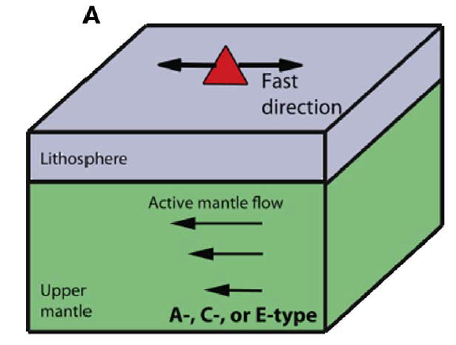 A
Fast
direction
Lithosphere
Active mantle flow
Upper
mantle
A-, C-, or E-type